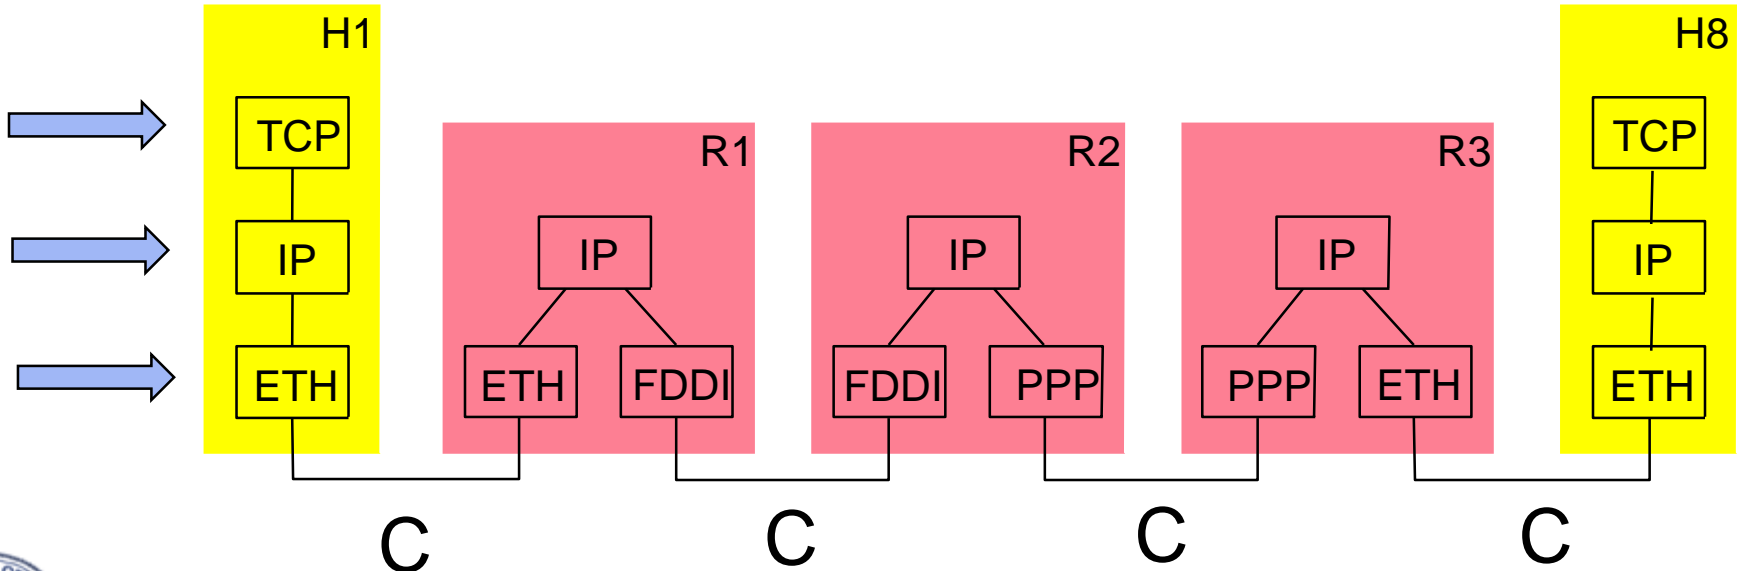 H1
H8
TCP
R1
R2
R3
TCP
IP
IP
IP
IP
IP
ETH
ETH
FDDI
FDDI
PPP
PPP
ETH
ETH
C
C
C
C